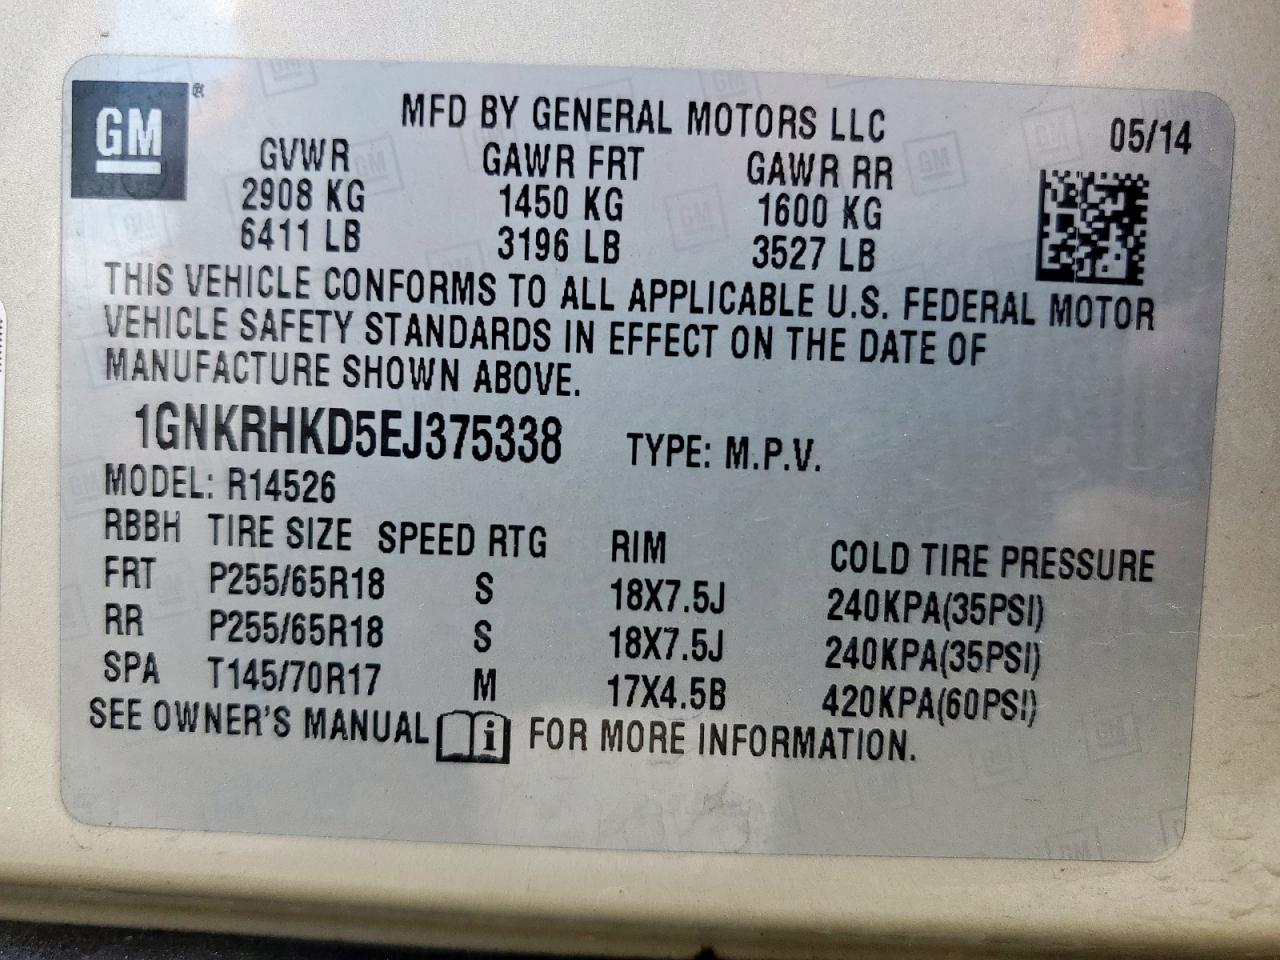 GM ®
MFD BY GENERAL MOTORS LLC 05/14
GVWR GAWR FRT GAWR RR
2908 KG 1450 KG 1600 KG
6411 LB 3196 LB 3527 LB
THIS VEHICLE CONFORMS TO ALL APPLICABLE U.S. FEDERAL MOTOR
VEHICLE SAFETY STANDARDS IN EFFECT ON THE DATE OF
MANUFACTURE SHOWN ABOVE.
1GNKRHKD5EJ375338 TYPE: M.P.V.
MODEL: R14526
RBBH TIRE SIZE SPEED RTG RIM COLD TIRE PRESSURE
FRT P255/65R18 S 18X7.5J 240KPA(35PSI)
RR P255/65R18 S 18X7.5J 240KPA(35PSI)
SPA T145/70R17 M 17X4.5B 420KPA(60PSI)
SEE OWNER'S MANUAL i FOR MORE INFORMATION.